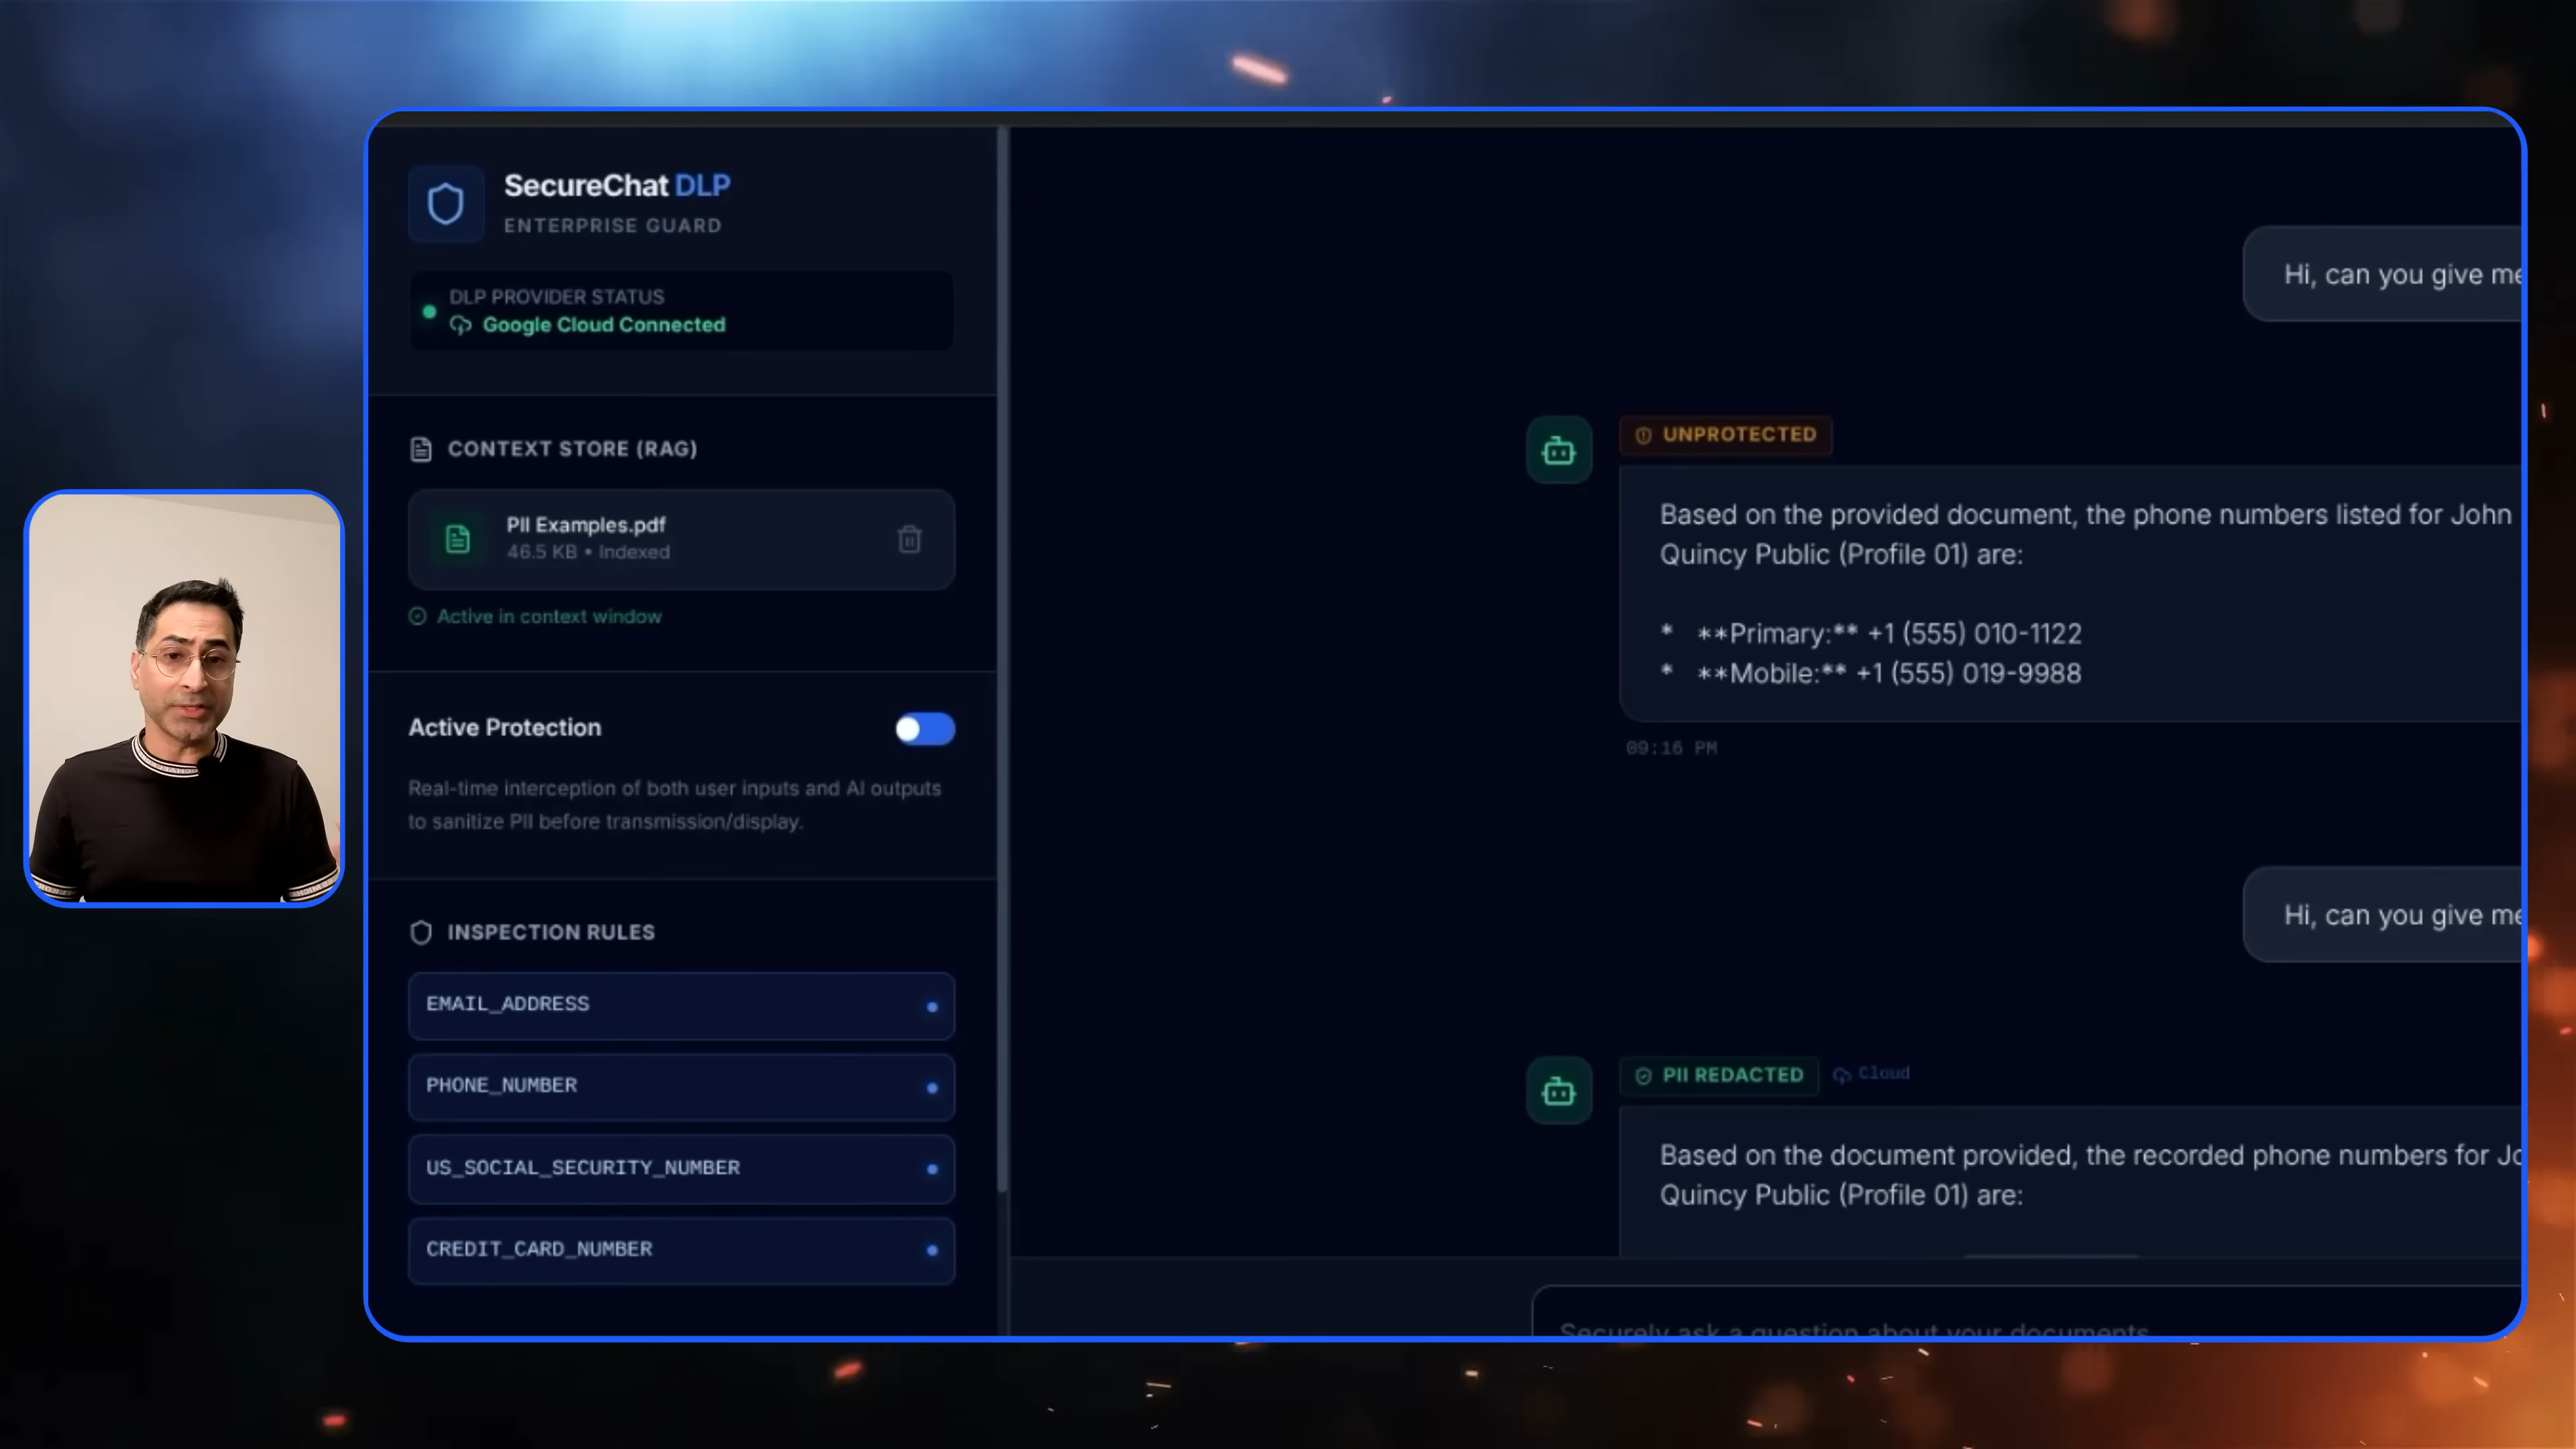 SecureChat DLP
ENTERPRISE GUARD
DLP PROVIDER STATUS
Google Cloud Connected
CONTEXT STORE (RAG)
PII Examples.pdf
46.5 KB • Indexed
Active in context window
Active Protection
Real-time interception of both user inputs and AI outputs
to sanitize PII before transmission/display.
INSPECTION RULES
EMAIL_ADDRESS
PHONE_NUMBER
US_SOCIAL_SECURITY_NUMBER
CREDIT_CARD_NUMBER
Hi, can you give me
UNPROTECTED
Based on the provided document, the phone numbers listed for John
Quincy Public (Profile 01) are:
* **Primary:** +1 (555) 010-1122
* **Mobile:** +1 (555) 019-9988
09:16 PM
Hi, can you give me
PII REDACTED
Cloud
Based on the document provided, the recorded phone numbers for Jo
Quincy Public (Profile 01) are:
Securely ask a question about your documents